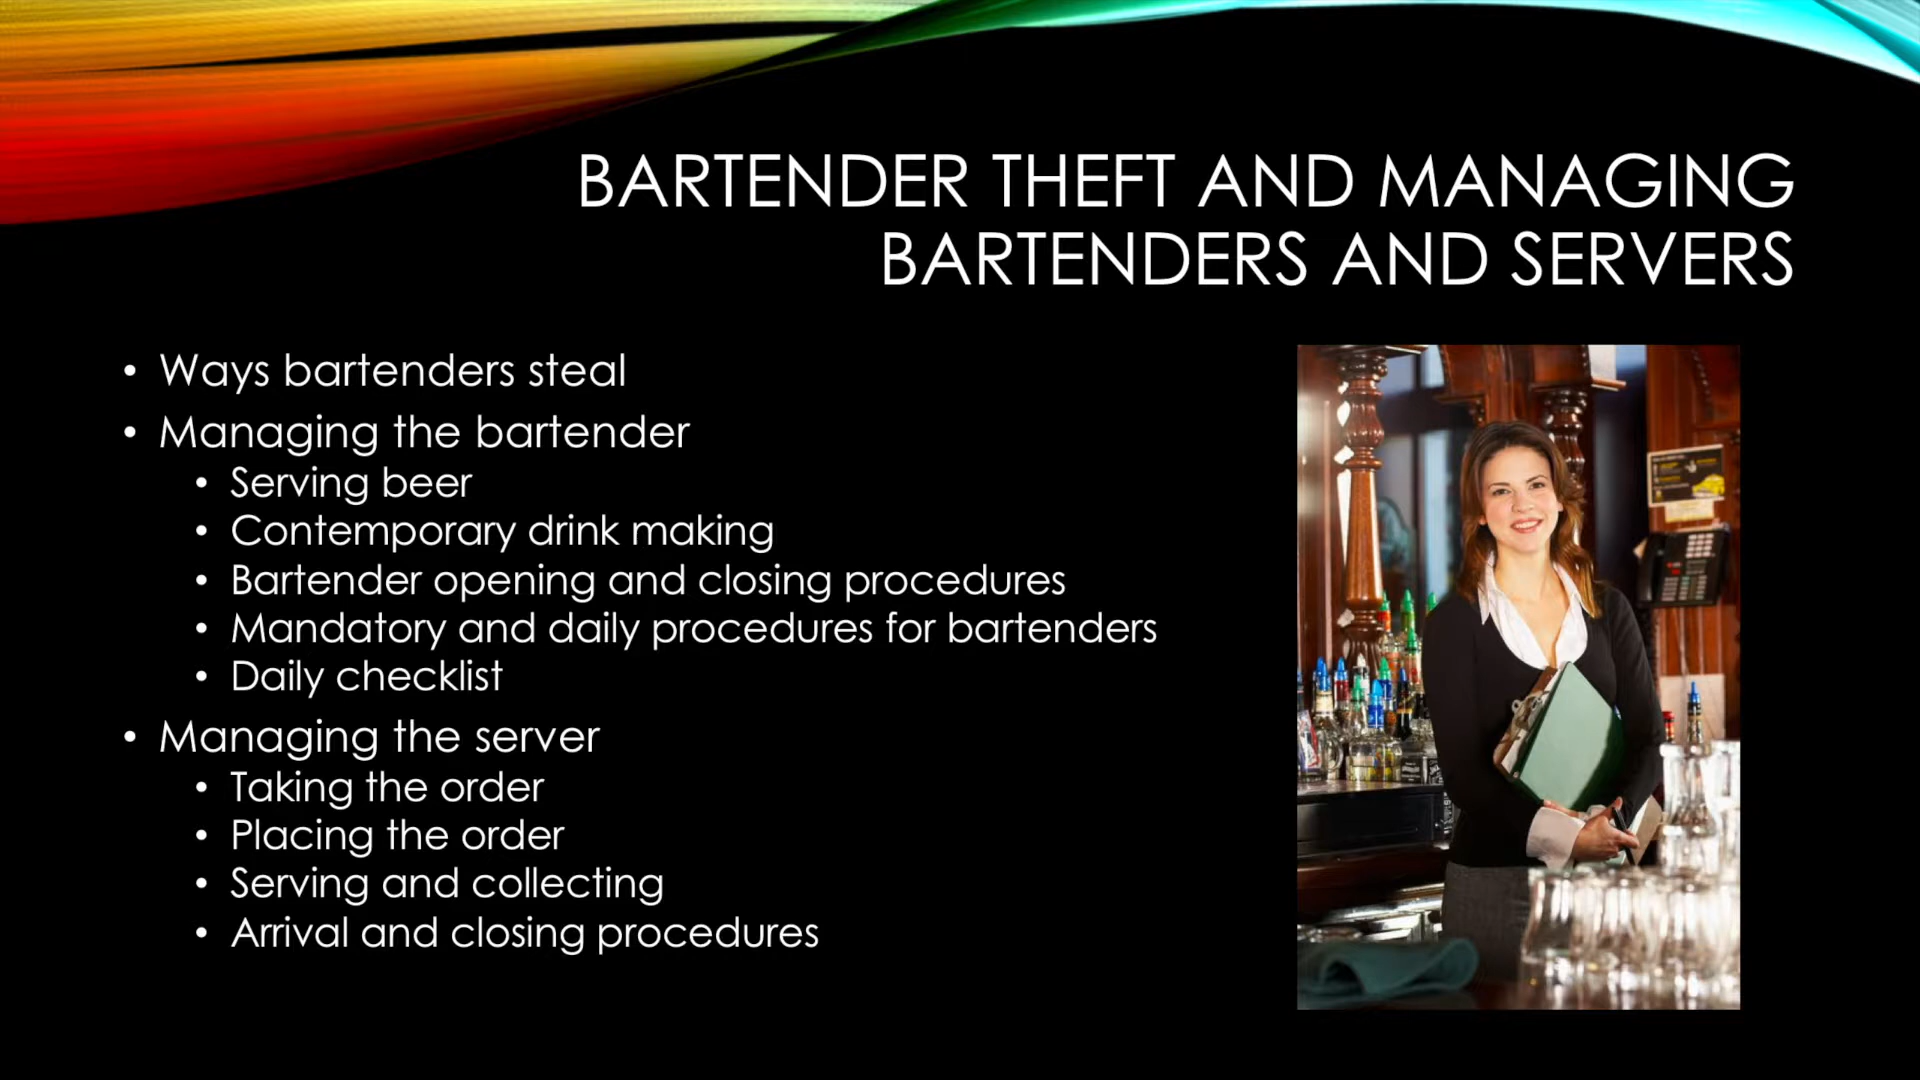 BARTENDER THEFT AND MANAGING
BARTENDERS AND SERVERS
• Ways bartenders steal
• Managing the bartender
• Serving beer
• Contemporary drink making
• Bartender opening and closing procedures
• Mandatory and daily procedures for bartenders
• Daily checklist
• Managing the server
• Taking the order
• Placing the order
• Serving and collecting
• Arrival and closing procedures